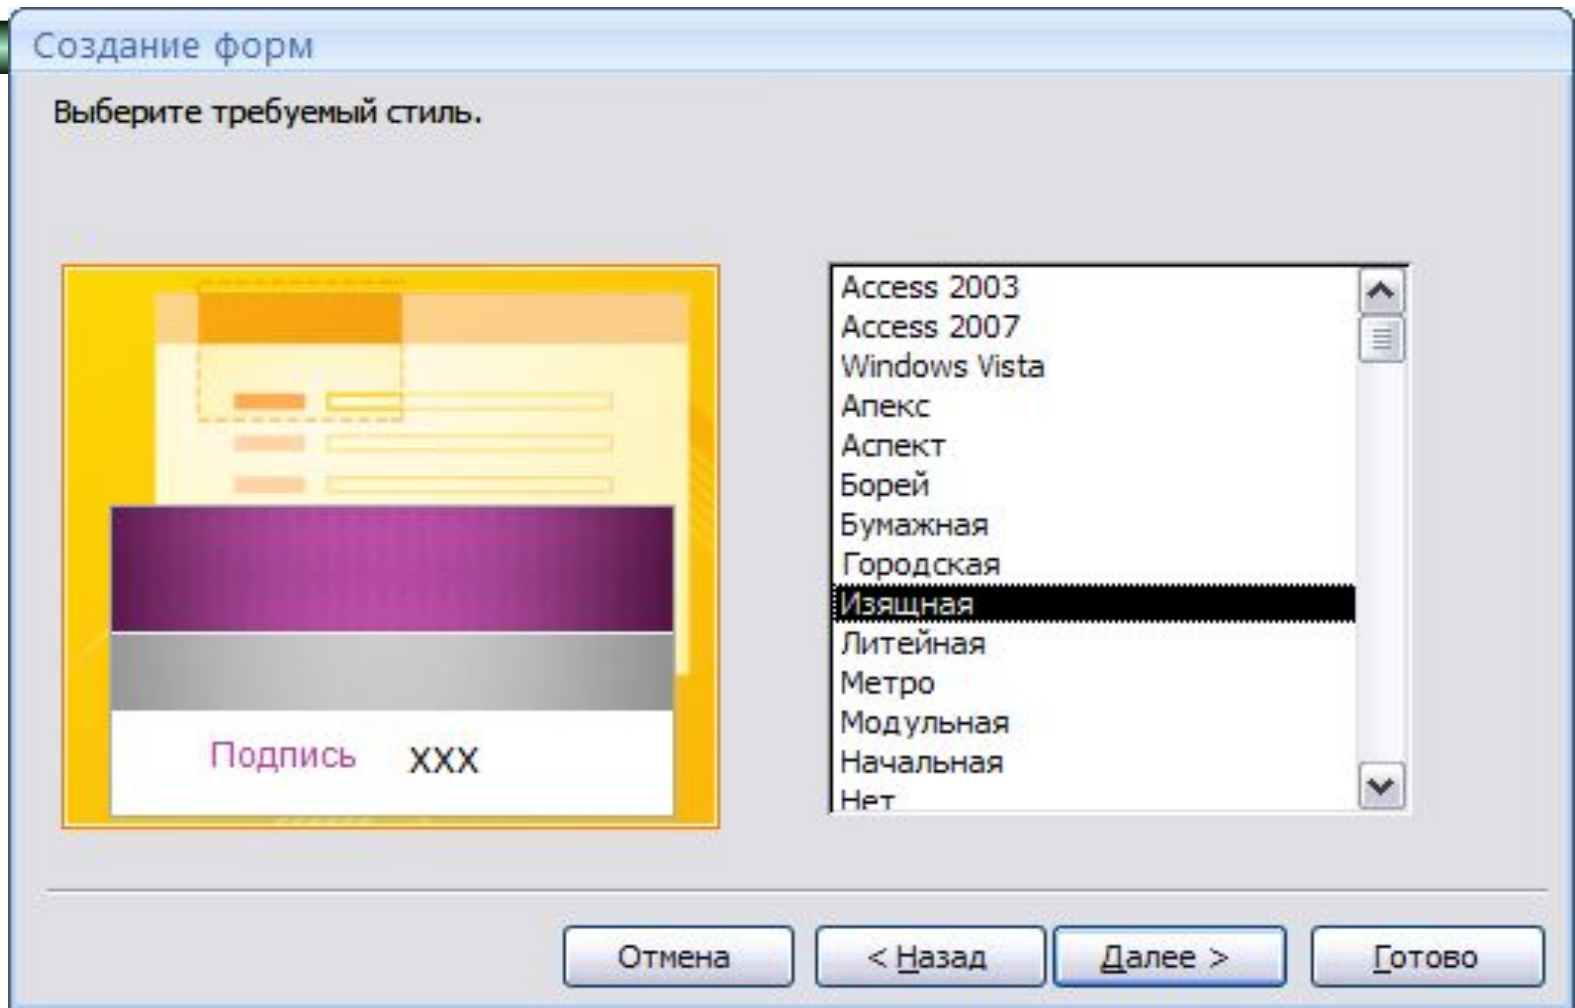 Создание форм
Выберите требуемый стиль.
Подпись XXX
Access 2003
Access 2007
Windows Vista
Апекс
Аспект
Борей
Бумажная
Городская
Изящная
Литейная
Метро
Модульная
Начальная
Нет
Отмена
< Назад
Далее >
Готово